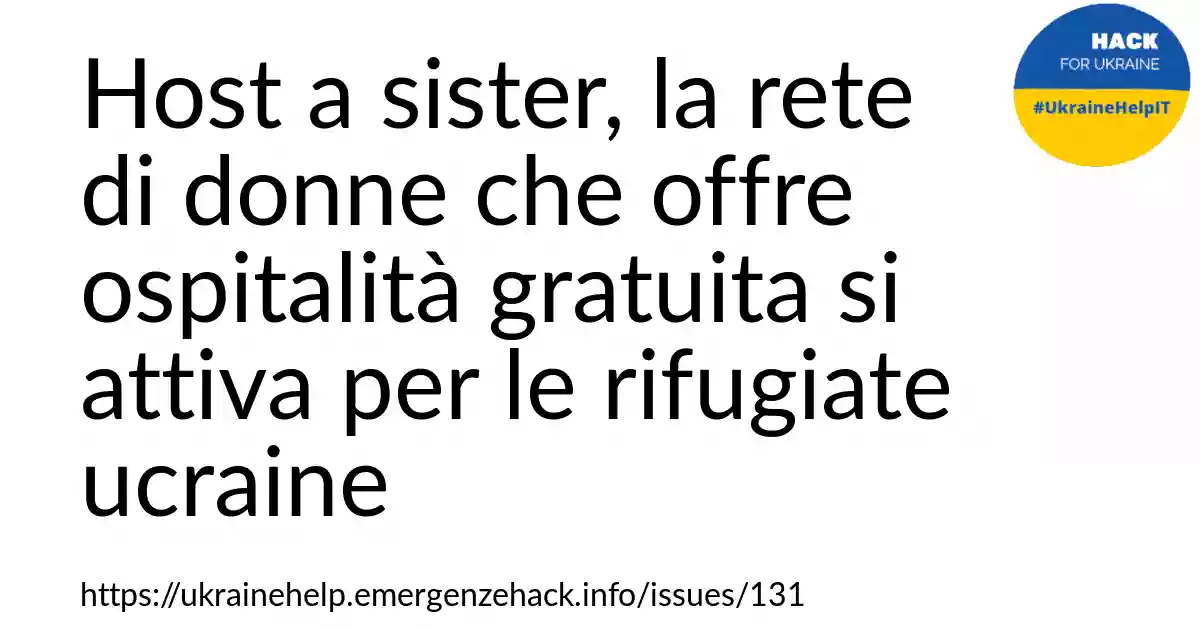 Host a sister, la rete
di donne che offre
ospitalità gratuita si
attiva per le rifugiate
ucraine
https://ukrainehelp.emergenzehack.info/issues/131
HACK
FOR UKRAINE
#UkraineHelpIT